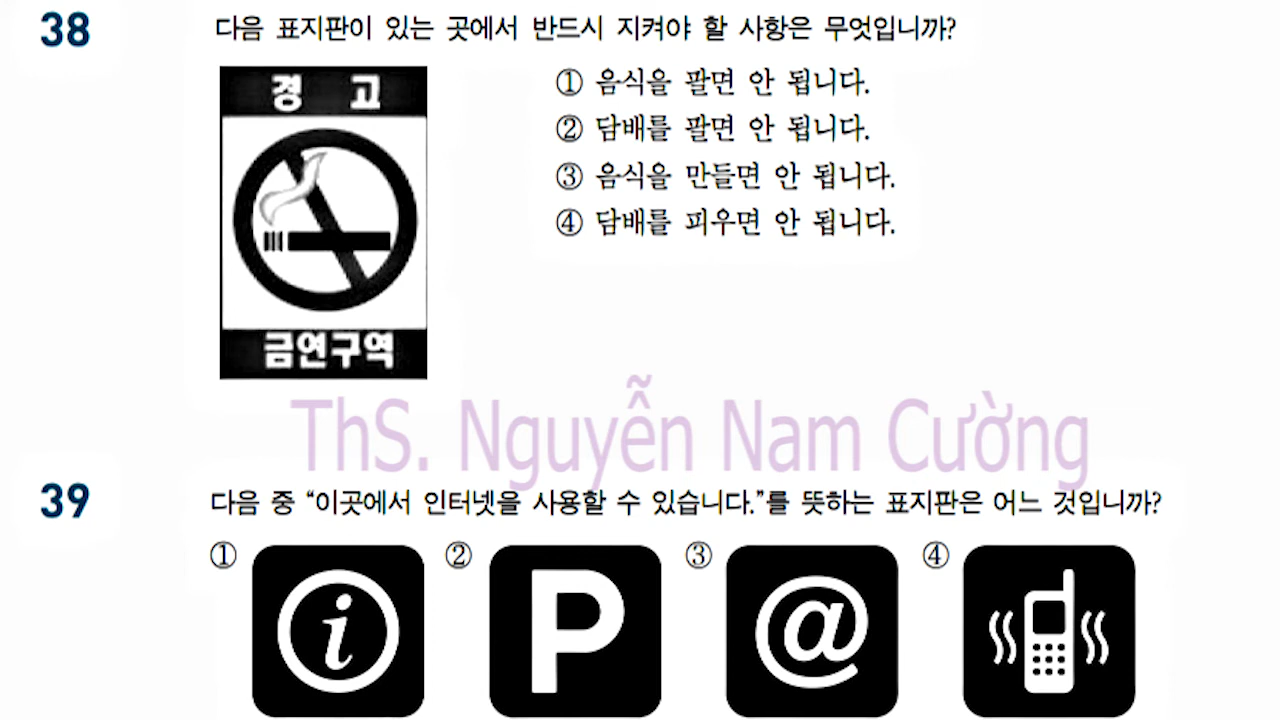 38
다음 표지판이 있는 곳에서 반드시 지켜야 할 사항은 무엇입니까?
경 고
금연구역
① 음식을 팔면 안 됩니다.
② 담배를 팔면 안 됩니다.
③ 음식을 만들면 안 됩니다.
④ 담배를 피우면 안 됩니다.
ThS. Nguyễn Nam Cường
39
다음 중 “이곳에서 인터넷을 사용할 수 있습니다.”를 뜻하는 표지판은 어느 것입니까?
① i ② P ③ @ ④